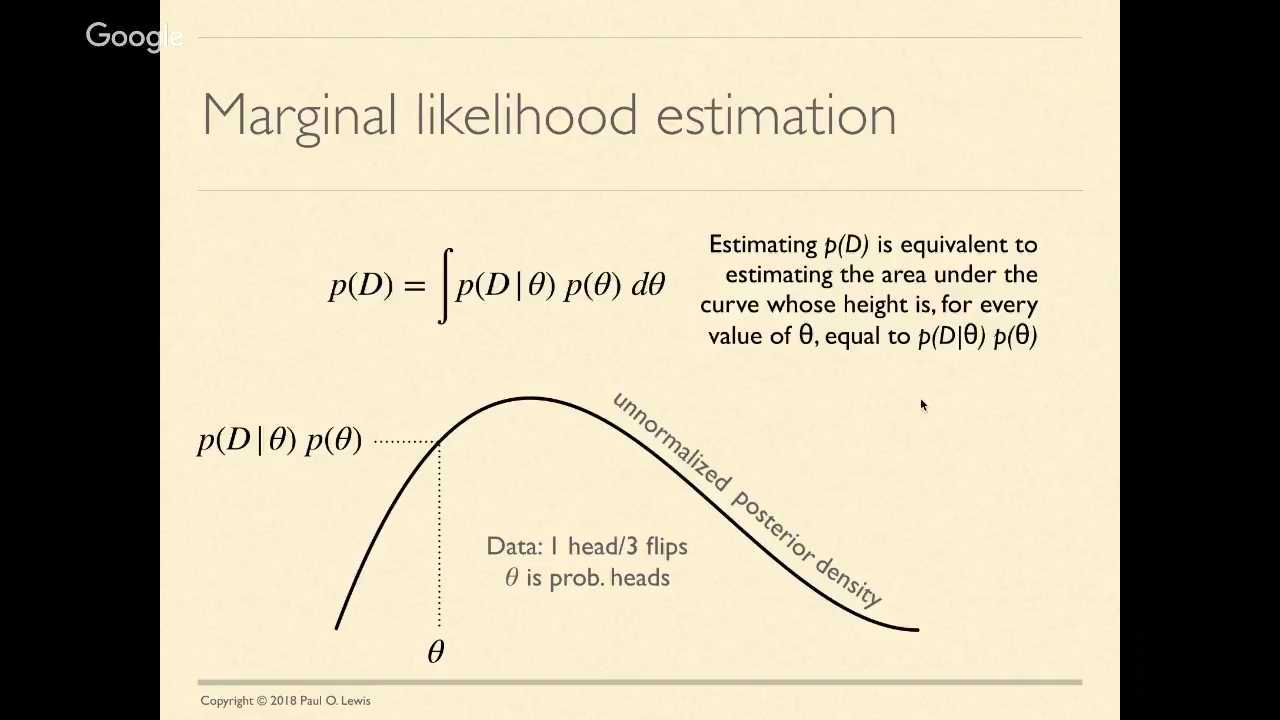 Google
Marginal likelihood estimation
p(D) = ∫ p(D|θ) p(θ) dθ
Estimating p(D) is equivalent to
estimating the area under the
curve whose height is, for every
value of θ, equal to p(D|θ) p(θ)
unnormalized posterior density
p(D|θ) p(θ)
Data: 1 head/3 flips
θ is prob. heads
θ
Copyright © 2018 Paul O. Lewis